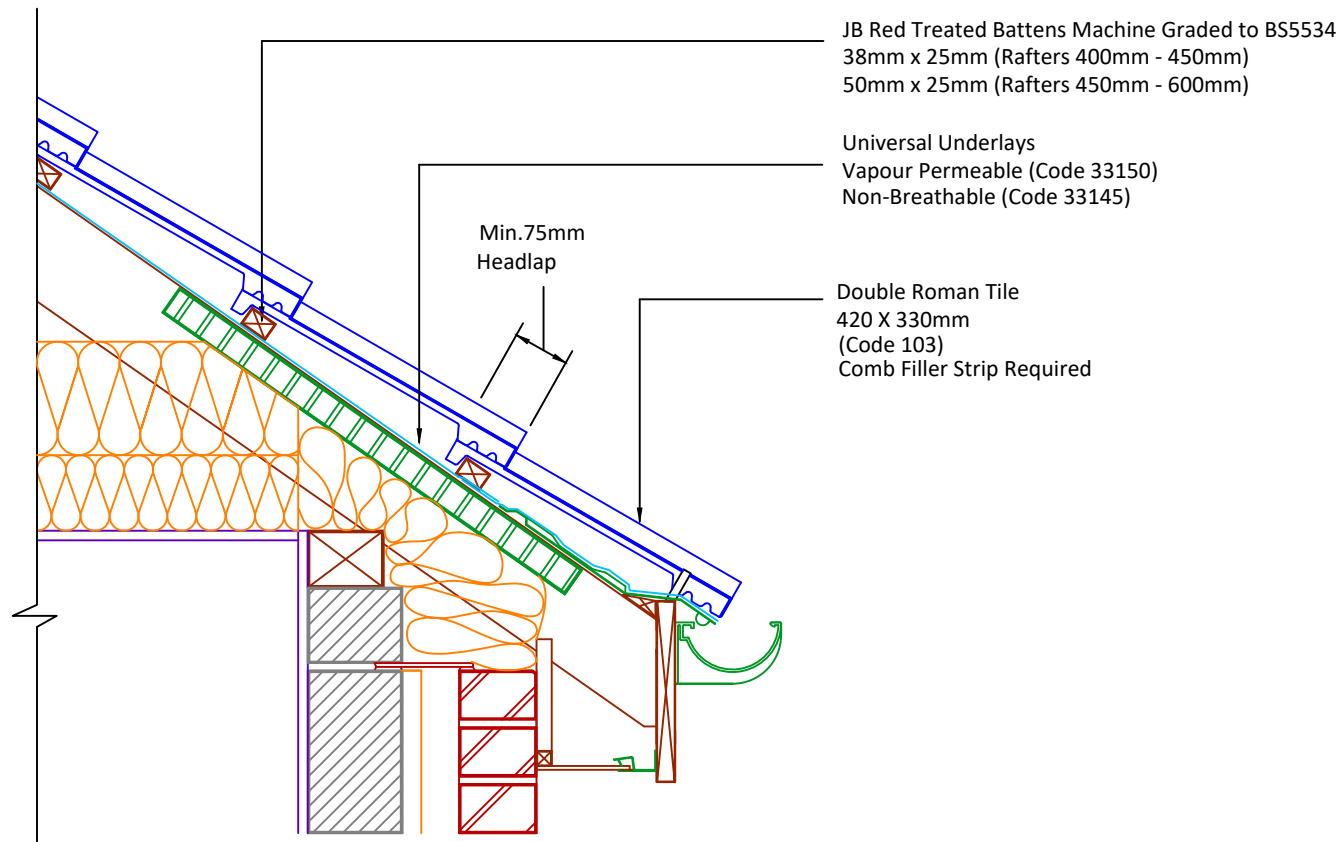 JB Red Treated Battens Machine Graded to BS5534
38mm x 25mm (Rafters 400mm - 450mm)
50mm x 25mm (Rafters 450mm - 600mm)
Universal Underlays
Vapour Permeable (Code 33150)
Non-Breathable (Code 33145)
Min.75mm
Headlap
Double Roman Tile
420 X 330mm
(Code 103)
Comb Filler Strip Required